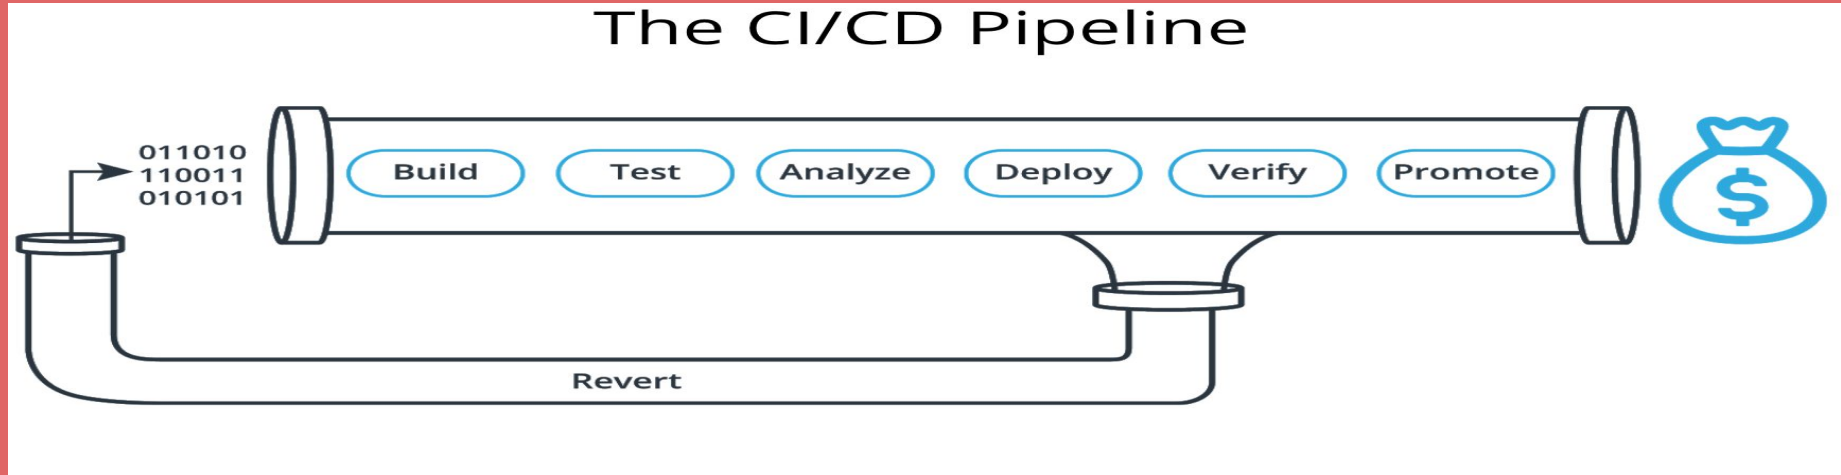 The CI/CD Pipeline
011010
110011
010101
Build
Test
Analyze
Deploy
Verify
Promote
$
Revert